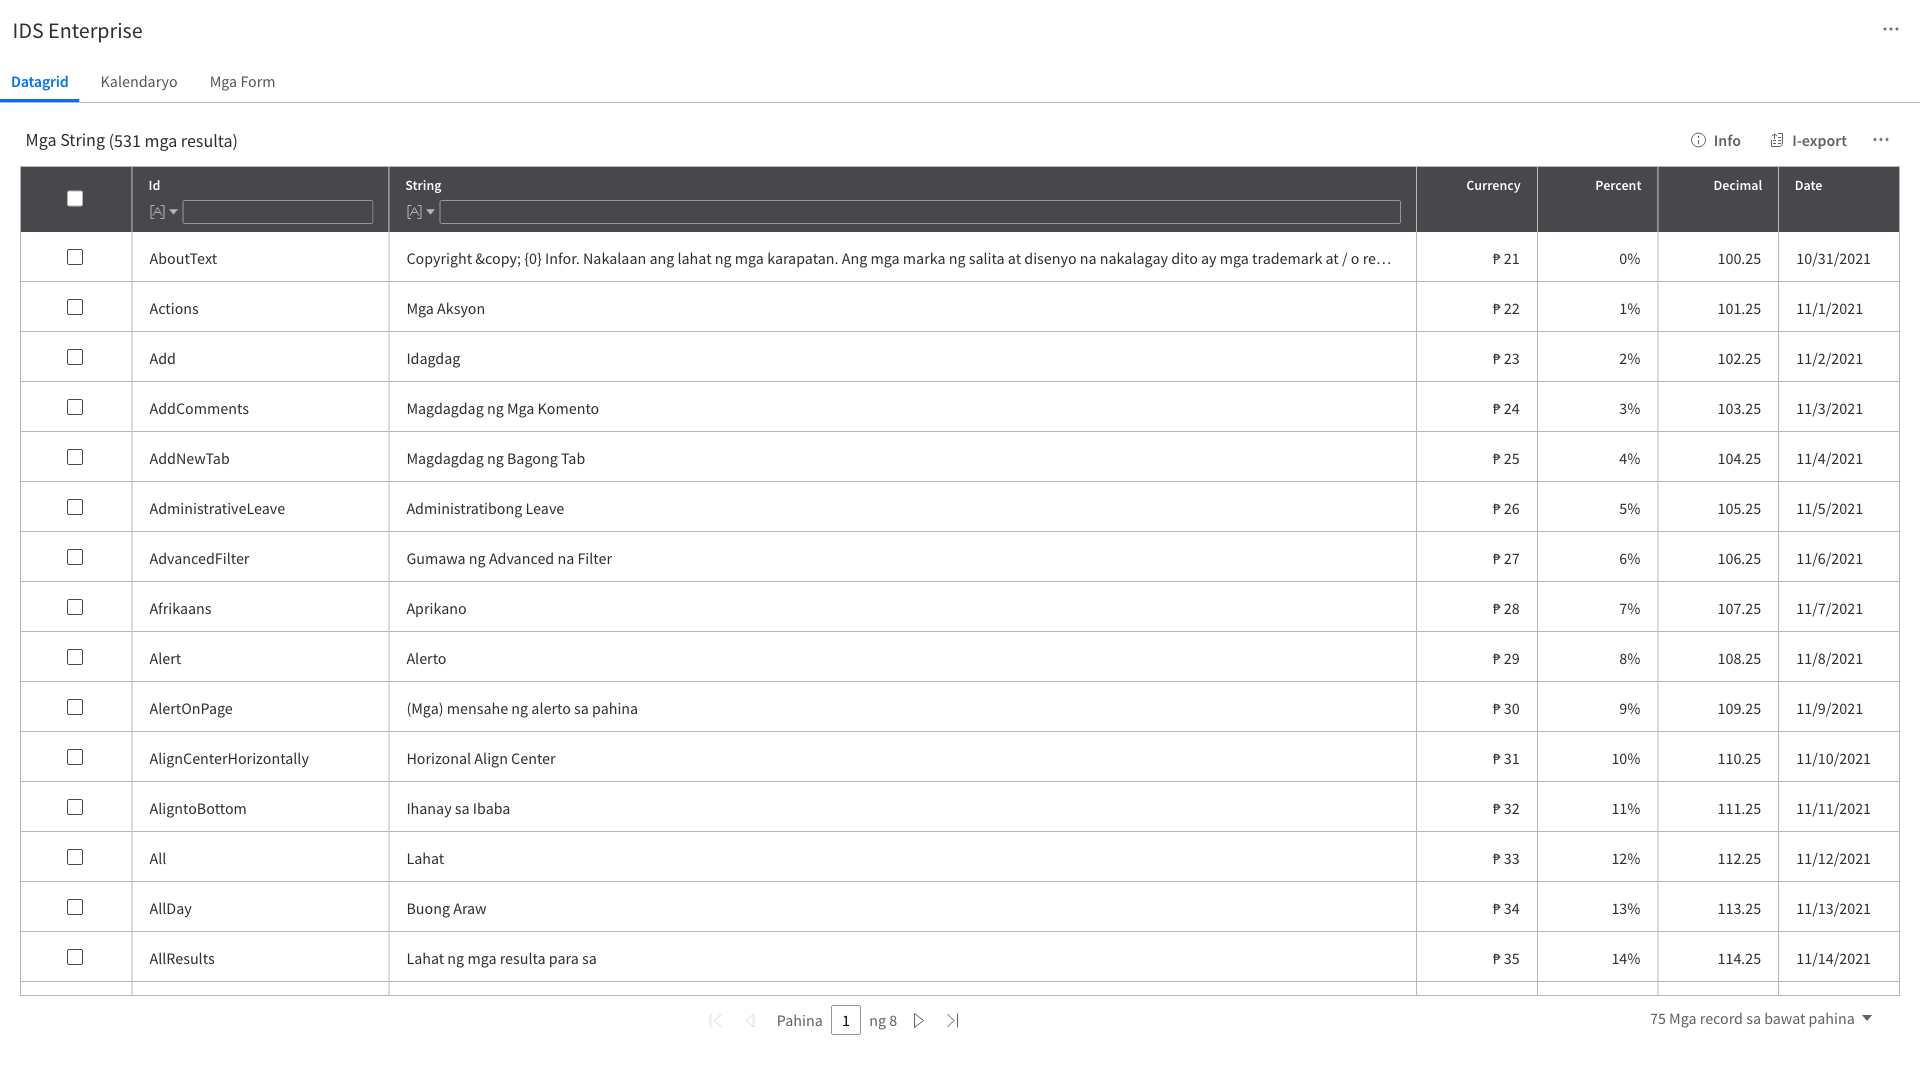 IDS Enterprise
Datagrid Kalendaryo Mga Form
Mga String (531 mga resulta) Info I-export
Id String Currency Percent Decimal Date
[A] [A]
AboutText Copyright &copy; {0} Infor. Nakalaan ang lahat ng mga karapatan. Ang mga marka ng salita at disenyo na nakalagay dito ay mga trademark at / o re… ₱ 21 0% 100.25 10/31/2021
Actions Mga Aksyon ₱ 22 1% 101.25 11/1/2021
Add Idagdag ₱ 23 2% 102.25 11/2/2021
AddComments Magdagdag ng Mga Komento ₱ 24 3% 103.25 11/3/2021
AddNewTab Magdagdag ng Bagong Tab ₱ 25 4% 104.25 11/4/2021
AdministrativeLeave Administratibong Leave ₱ 26 5% 105.25 11/5/2021
AdvancedFilter Gumawa ng Advanced na Filter ₱ 27 6% 106.25 11/6/2021
Afrikaans Aprikano ₱ 28 7% 107.25 11/7/2021
Alert Alerto ₱ 29 8% 108.25 11/8/2021
AlertOnPage (Mga) mensahe ng alerto sa pahina ₱ 30 9% 109.25 11/9/2021
AlignCenterHorizontally Horizonal Align Center ₱ 31 10% 110.25 11/10/2021
AligntoBottom Ihanay sa Ibaba ₱ 32 11% 111.25 11/11/2021
All Lahat ₱ 33 12% 112.25 11/12/2021
AllDay Buong Araw ₱ 34 13% 113.25 11/13/2021
AllResults Lahat ng mga resulta para sa ₱ 35 14% 114.25 11/14/2021
Pahina 1 ng 8 75 Mga record sa bawat pahina